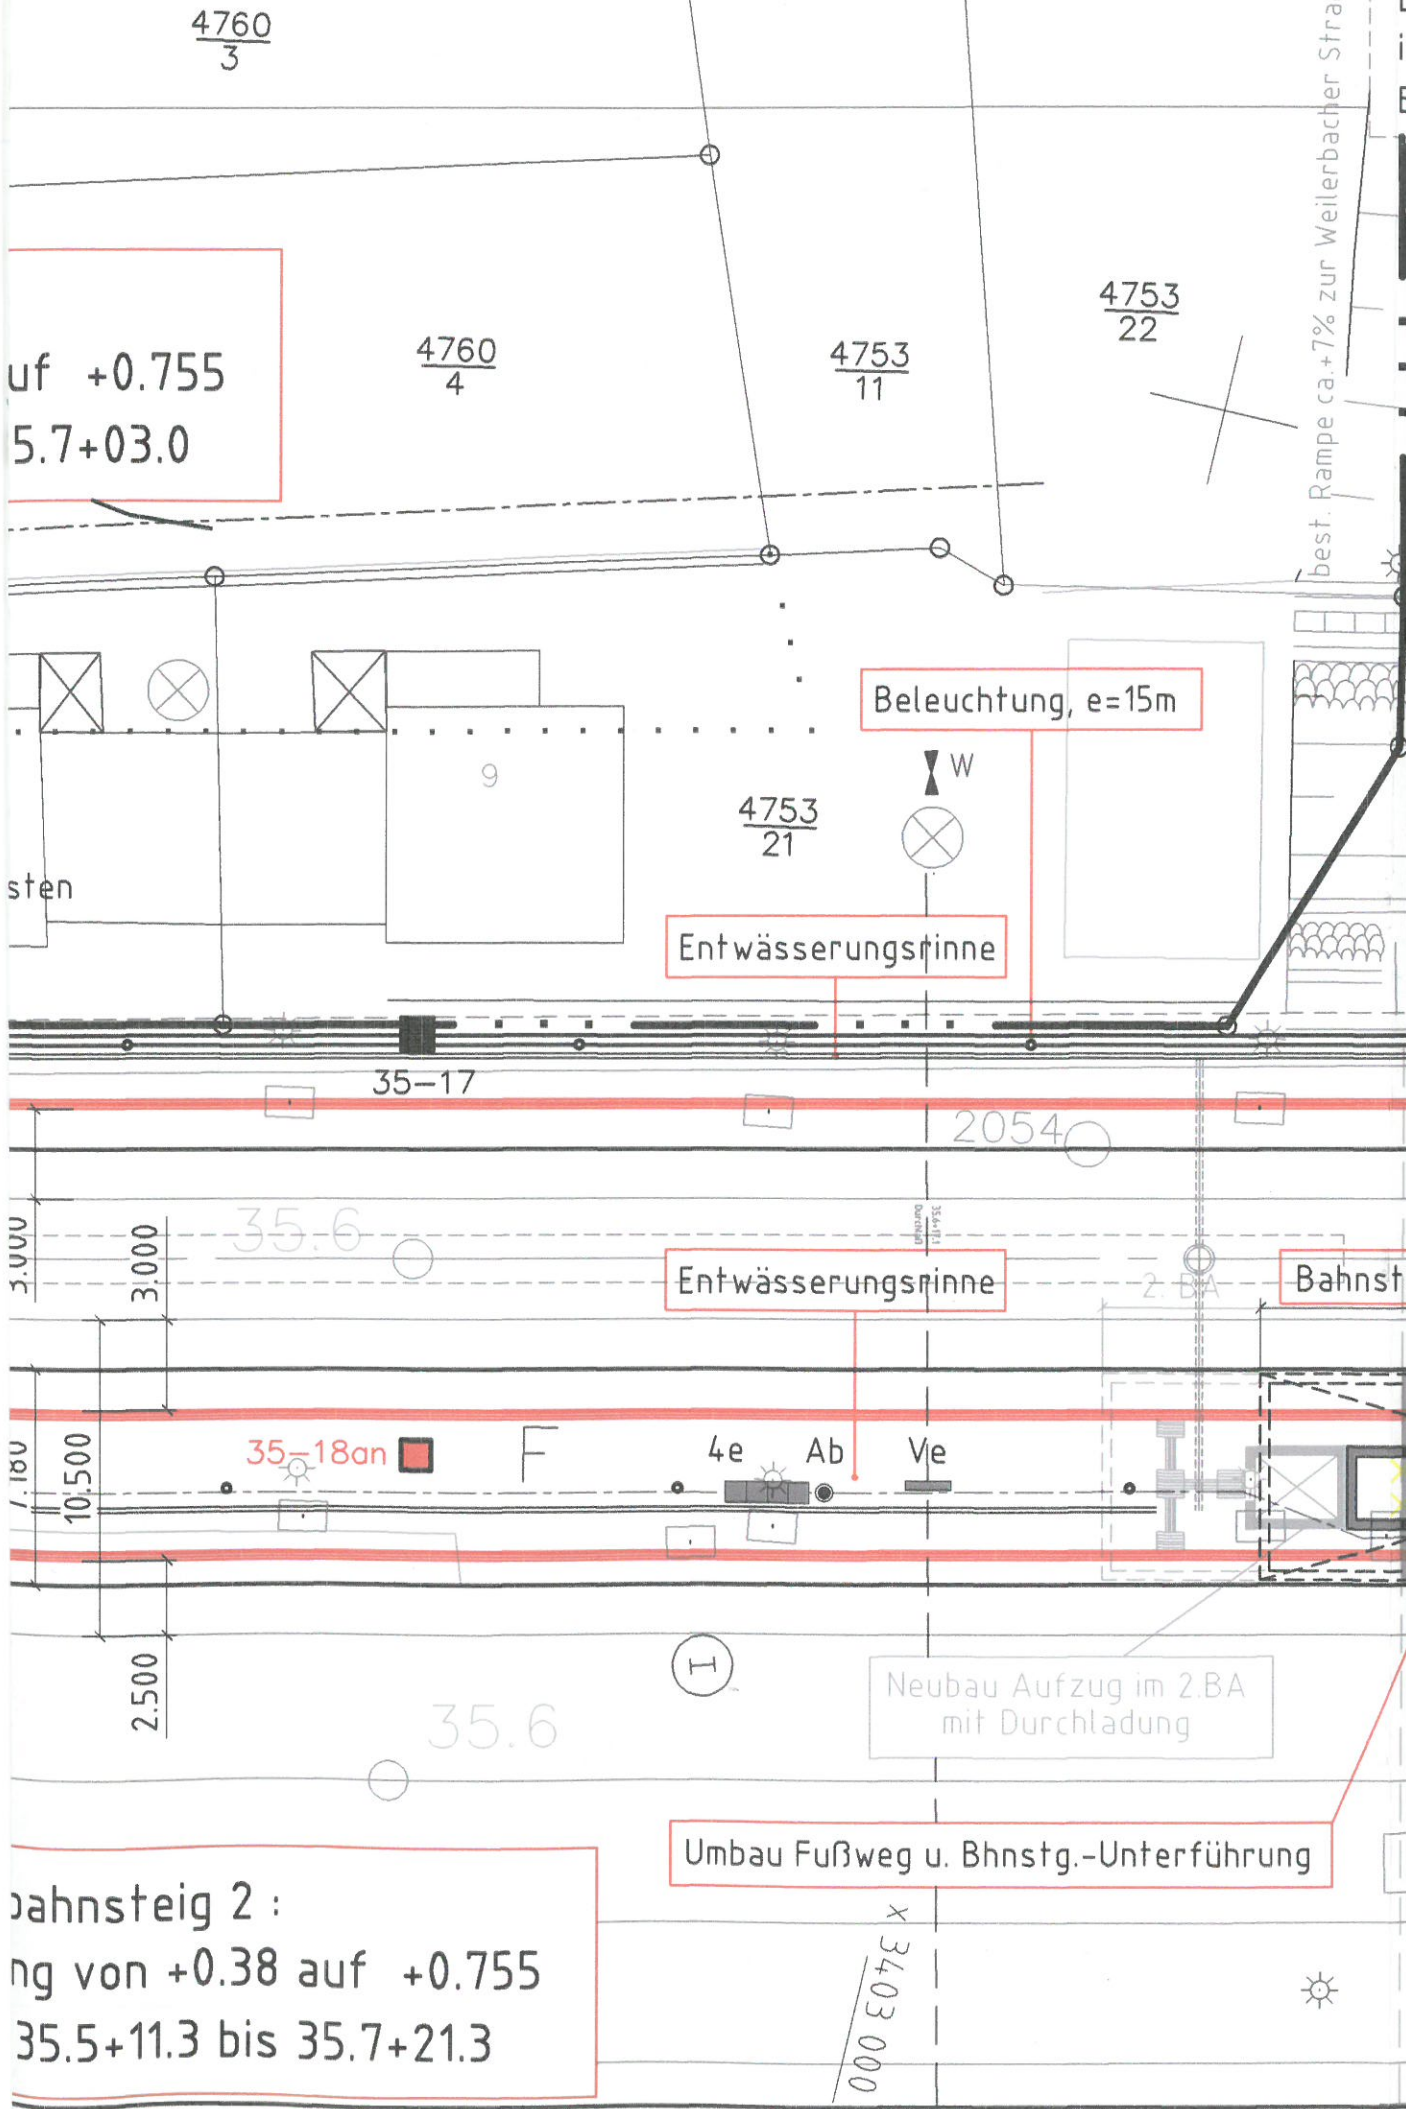 4760
3
best. Rampe ca.+7% zur Weilerbacher Stra
uf +0.755
5.7+03.0
4760
4
4753
11
4753
22
Beleuchtung, e=15m
W
9
4753
21
sten
Entwässerungsrinne
35-17
2054
35.6
3.000
3.000
Entwässerungsrinne
2. BA
Bahnst
35-18an
F
4e
Ab
Ve
7.180
10.500
2.500
I
Neubau Aufzug im 2.BA
mit Durchladung
35.6
Umbau Fußweg u. Bhnstg.-Unterführung
bahnsteig 2 :
ng von +0.38 auf +0.755
35.5+11.3 bis 35.7+21.3
x 3403 000